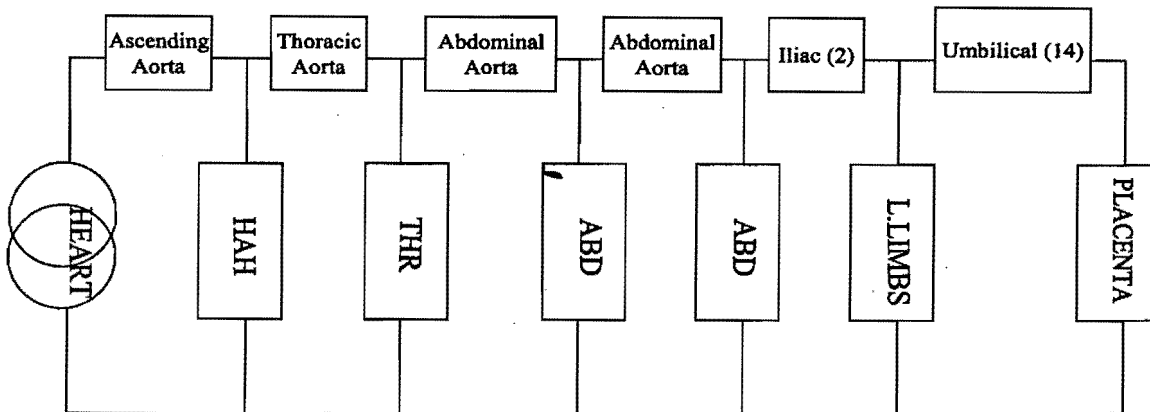 Ascending
Aorta
Thoracic
Aorta
Abdominal
Aorta
Abdominal
Aorta
Iliac (2)
Umbilical (14)
HEART
HAH
THR
ABD
ABD
L.LIMBS
PLACENTA